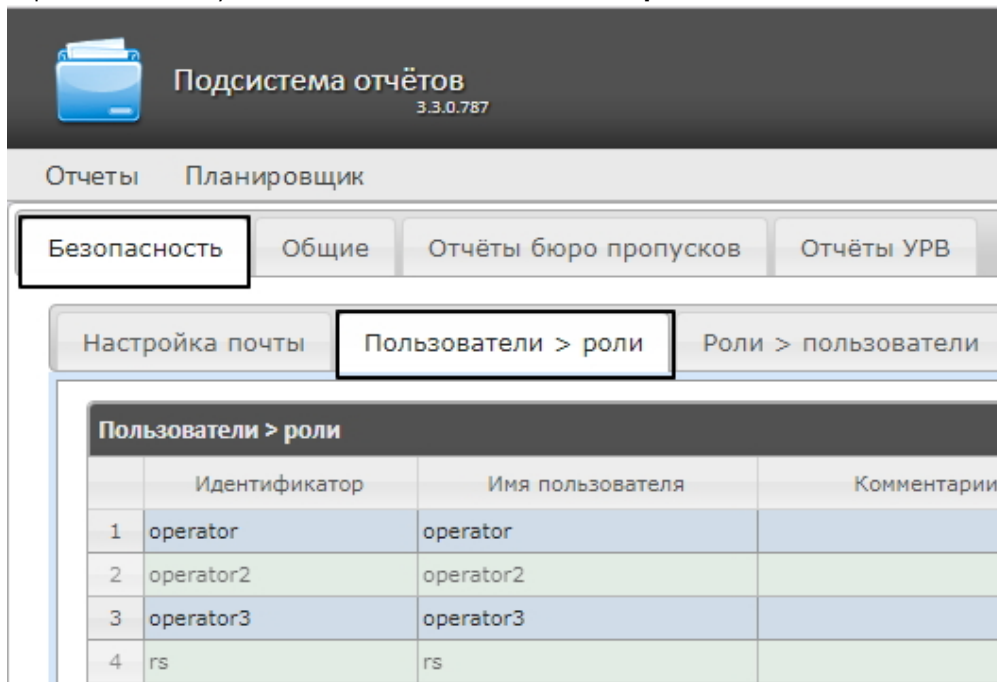 Подсистема отчётов
3.3.0.787
Отчеты Планировщик
Безопасность Общие Отчёты бюро пропусков Отчёты УРВ
Настройка почты Пользователи > роли Роли > пользователи
Пользователи > роли
Идентификатор Имя пользователя Комментарии
1 operator operator
2 operator2 operator2
3 operator3 operator3
4 rs rs